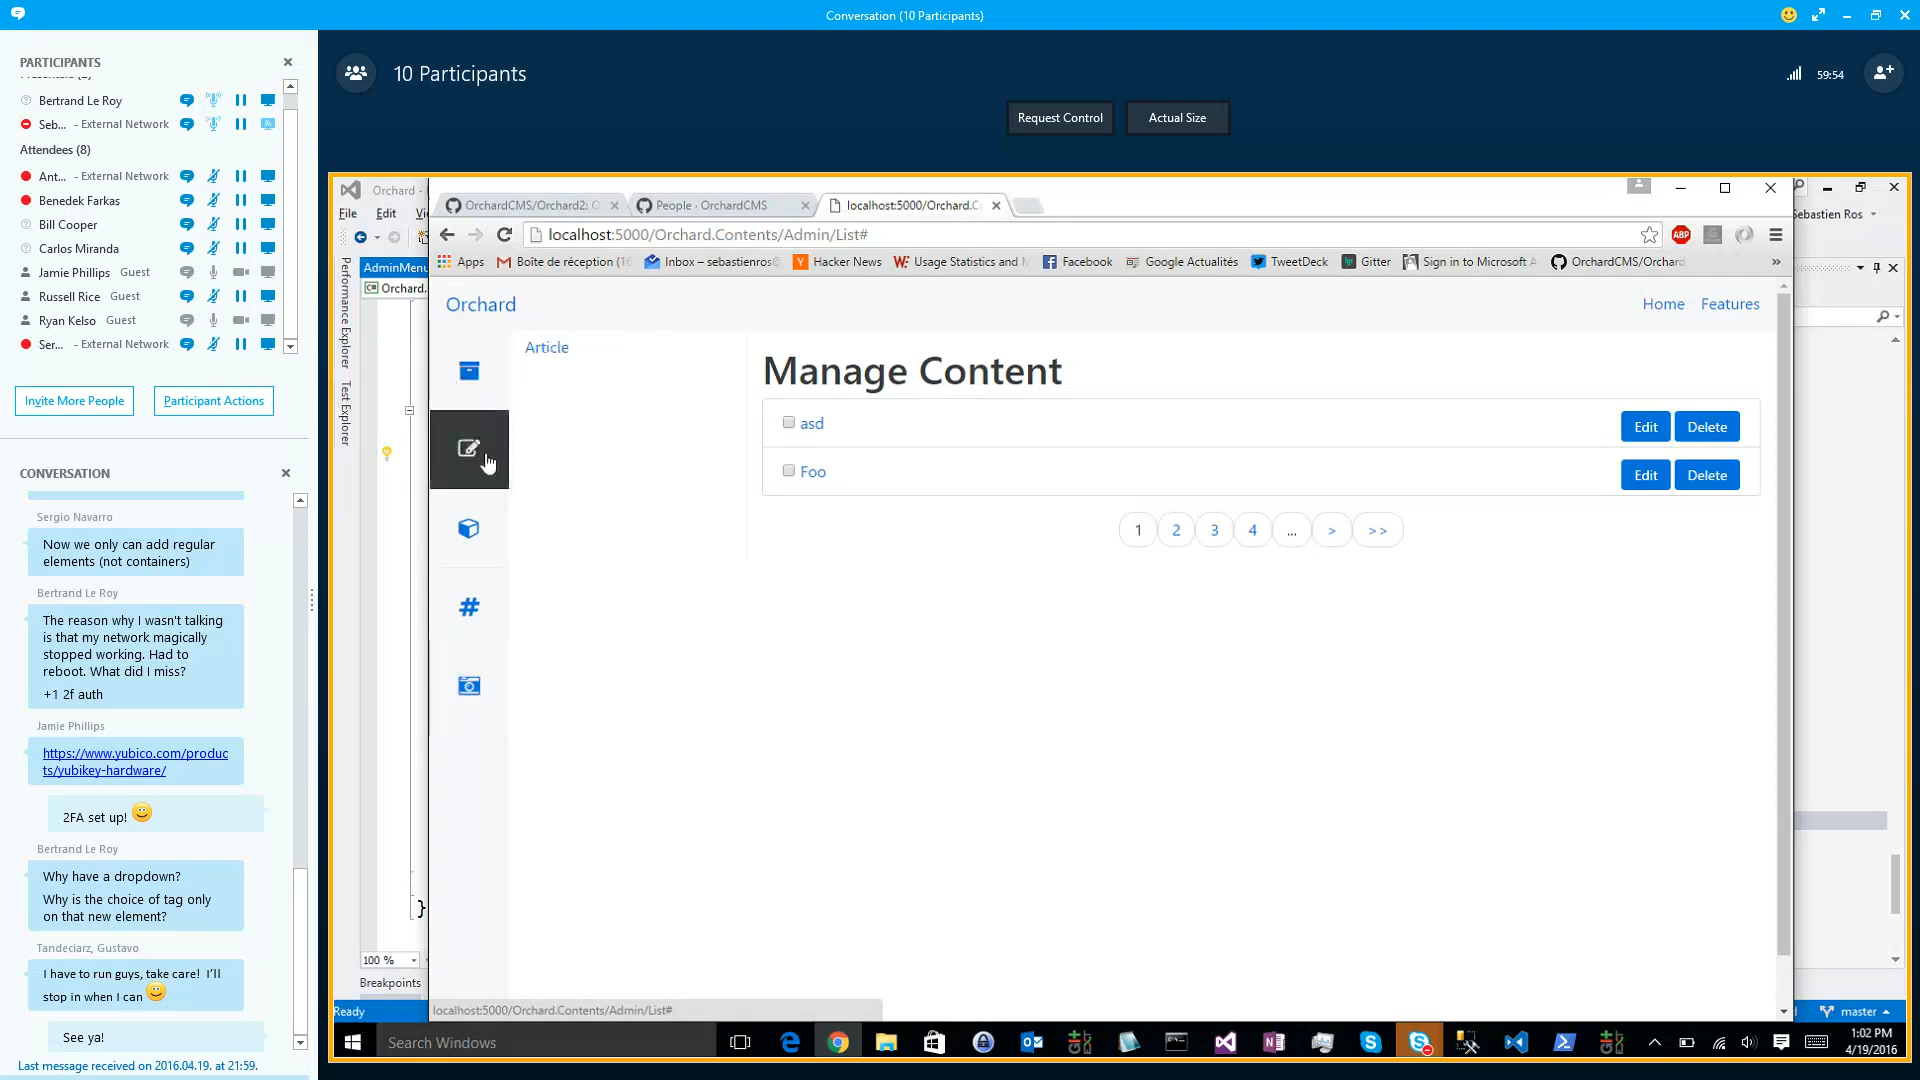 Conversation (10 Participants)
PARTICIPANTS
Bertrand Le Roy
Seb... - External Network
Attendees (8)
Ant... - External Network
Benedek Farkas
Bill Cooper
Carlos Miranda
Jamie Phillips Guest
Russell Rice Guest
Ryan Kelso Guest
Ser... - External Network
Invite More People
Participant Actions
CONVERSATION
Sergio Navarro
Now we only can add regular
elements (not containers)
Bertrand Le Roy
The reason why I wasn't talking
is that my network magically
stopped working. Had to
reboot. What did I miss?
+1 2f auth
Jamie Phillips
https://www.yubico.com/produc
ts/yubikey-hardware/
2FA set up!
Bertrand Le Roy
Why have a dropdown?
Why is the choice of tag only
on that new element?
Tandeciarz, Gustavo
I have to run guys, take care! I'll
stop in when I can
See ya!
Last message received on 2016.04.19. at 21:59.
10 Participants
59:54
Request Control
Actual Size
Orchard -
File Edit
Sebastien Ros
Performance Explorer
Test Explorer
AdminMenu
Orchard.
}
100 %
Breakpoints
Ready
master
OrchardCMS/Orchard2: O
People · OrchardCMS
localhost:5000/Orchard.C
localhost:5000/Orchard.Contents/Admin/List#
Apps
Boîte de réception (16
Inbox – sebastienros@
Hacker News
Usage Statistics and
Facebook
Google Actualités
TweetDeck
Gitter
Sign in to Microsoft A
OrchardCMS/Orchard
»
ABP
Orchard
Home
Features
Article
Manage Content
asd
Edit
Delete
Foo
Edit
Delete
1 2 3 4 ... > >>
localhost:5000/Orchard.Contents/Admin/List#
Search Windows
1:02 PM
4/19/2016